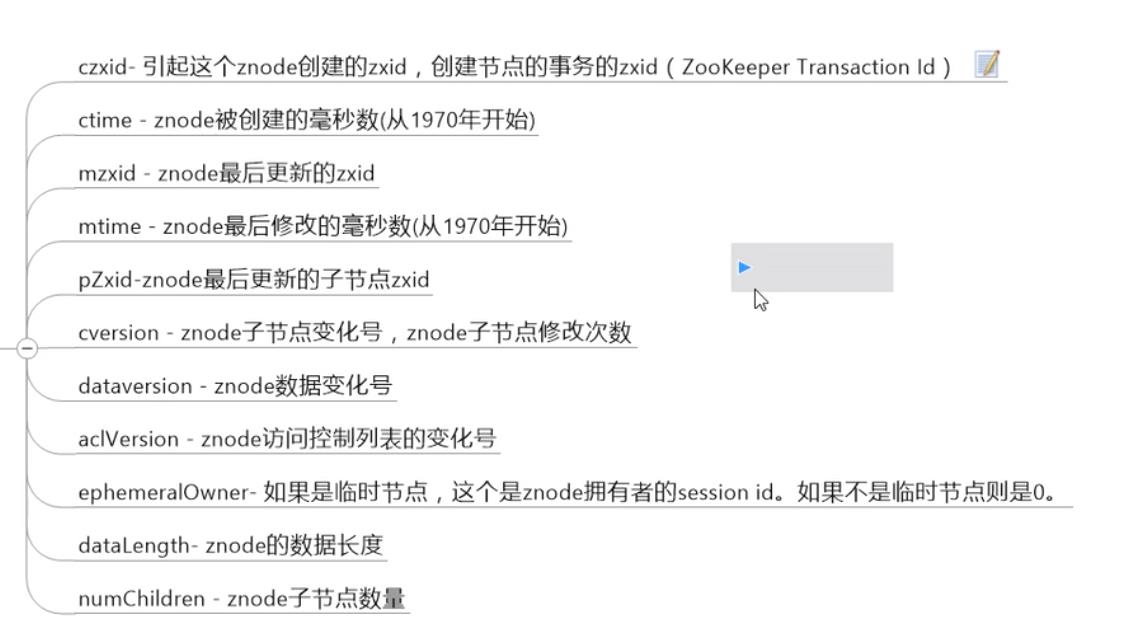 czxid- 引起这个znode创建的zxid，创建节点的事务的zxid（ZooKeeper Transaction Id）
ctime - znode被创建的毫秒数(从1970年开始)
mzxid - znode最后更新的zxid
mtime - znode最后修改的毫秒数(从1970年开始)
pZxid-znode最后更新的子节点zxid
cversion - znode子节点变化号，znode子节点修改次数
dataversion - znode数据变化号
aclVersion - znode访问控制列表的变化号
ephemeralOwner- 如果是临时节点，这个是znode拥有者的session id。如果不是临时节点则是0。
dataLength- znode的数据长度
numChildren - znode子节点数量